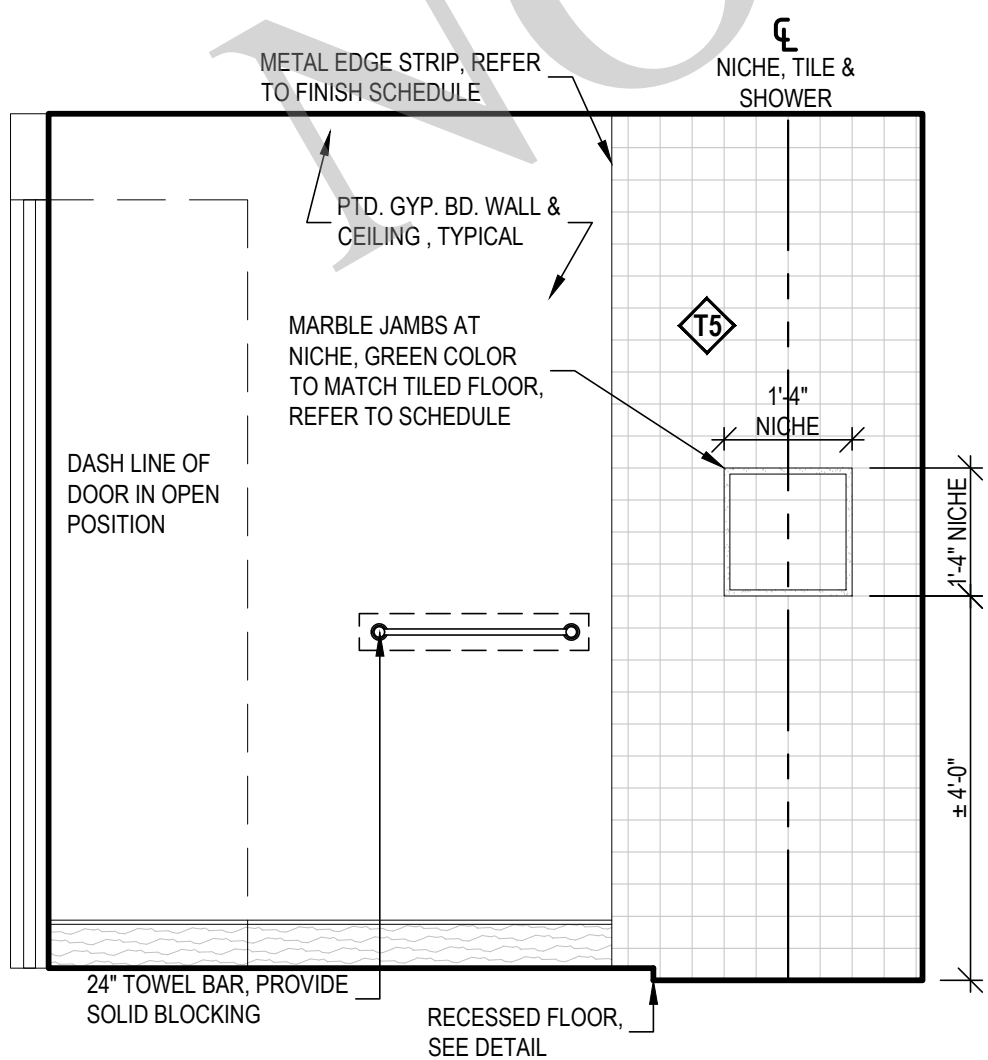 ℄
NICHE, TILE &
SHOWER
METAL EDGE STRIP, REFER
TO FINISH SCHEDULE
PTD. GYP. BD. WALL &
CEILING , TYPICAL
MARBLE JAMBS AT
NICHE, GREEN COLOR
TO MATCH TILED FLOOR,
REFER TO SCHEDULE
T5
1'-4"
NICHE
DASH LINE OF
DOOR IN OPEN
POSITION
1'-4" NICHE
± 4'-0"
24" TOWEL BAR, PROVIDE
SOLID BLOCKING
RECESSED FLOOR,
SEE DETAIL
NO